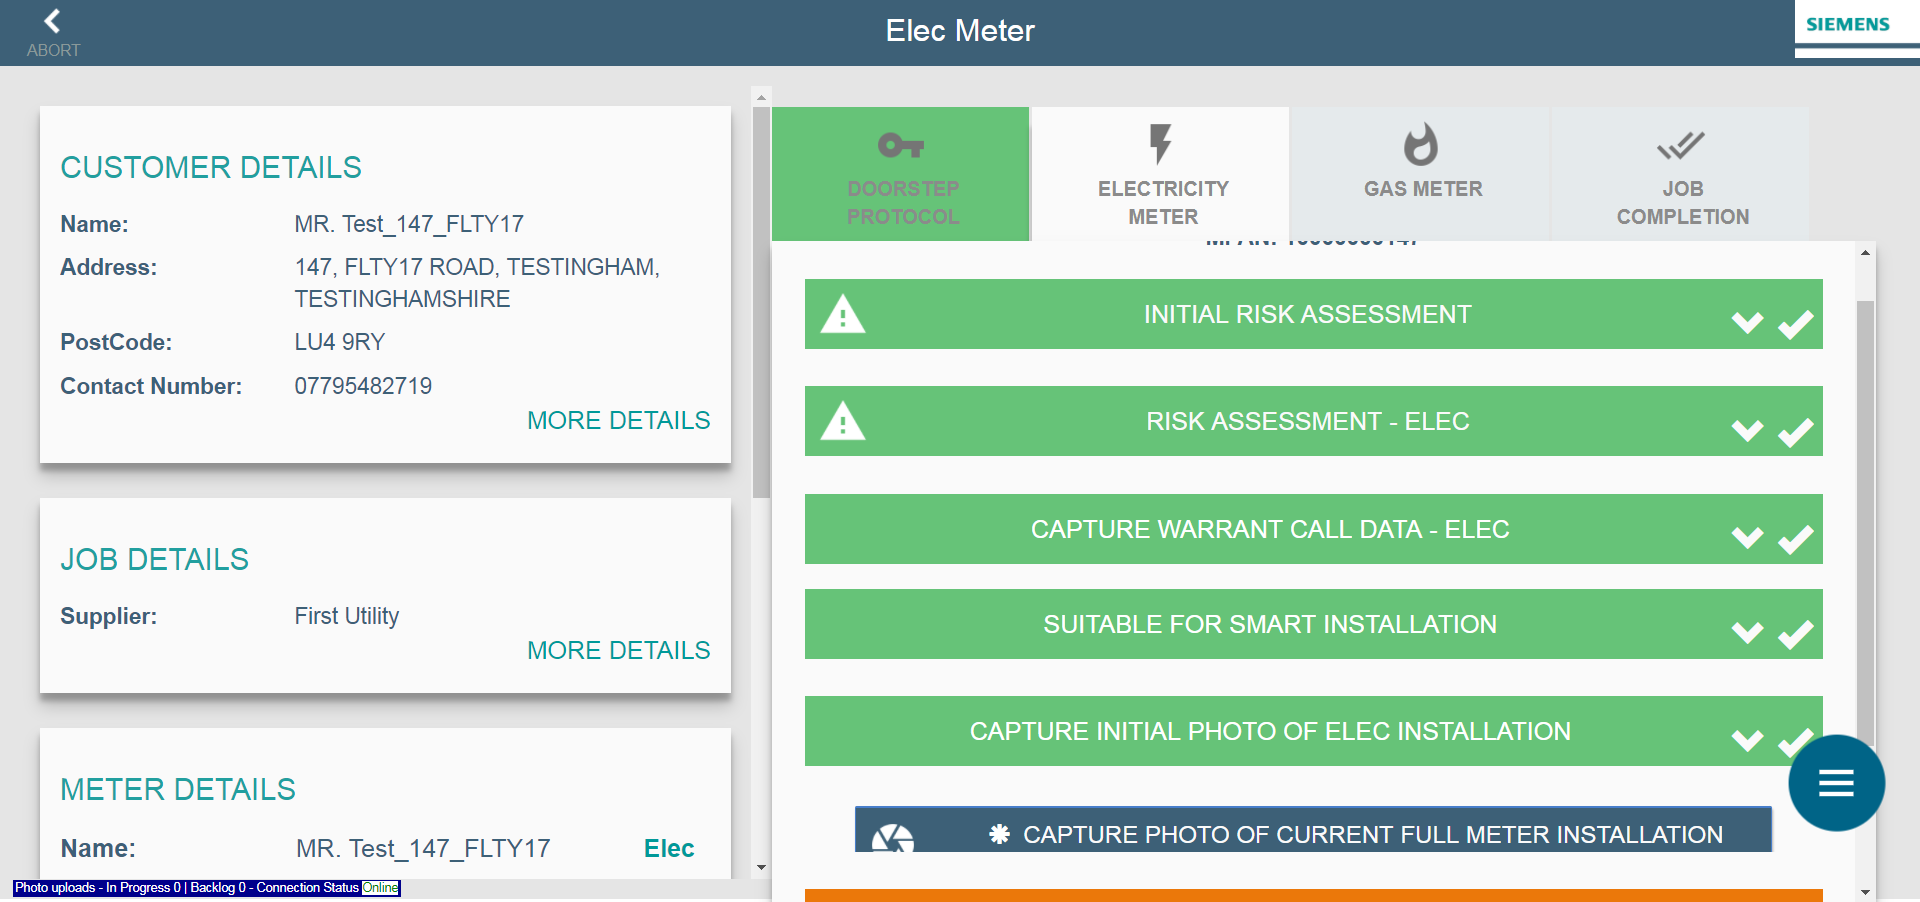 ABORT
Elec Meter
SIEMENS
CUSTOMER DETAILS
Name: MR. Test_147_FLTY17
Address: 147, FLTY17 ROAD, TESTINGHAM,
TESTINGHAMSHIRE
PostCode: LU4 9RY
Contact Number: 07795482719
MORE DETAILS
JOB DETAILS
Supplier: First Utility
MORE DETAILS
METER DETAILS
Name: MR. Test_147_FLTY17 Elec
Photo uploads - In Progress 0 | Backlog 0 - Connection Status Online
DOORSTEP
PROTOCOL
ELECTRICITY
METER
GAS METER
JOB
COMPLETION
INITIAL RISK ASSESSMENT
RISK ASSESSMENT - ELEC
CAPTURE WARRANT CALL DATA - ELEC
SUITABLE FOR SMART INSTALLATION
CAPTURE INITIAL PHOTO OF ELEC INSTALLATION
CAPTURE PHOTO OF CURRENT FULL METER INSTALLATION